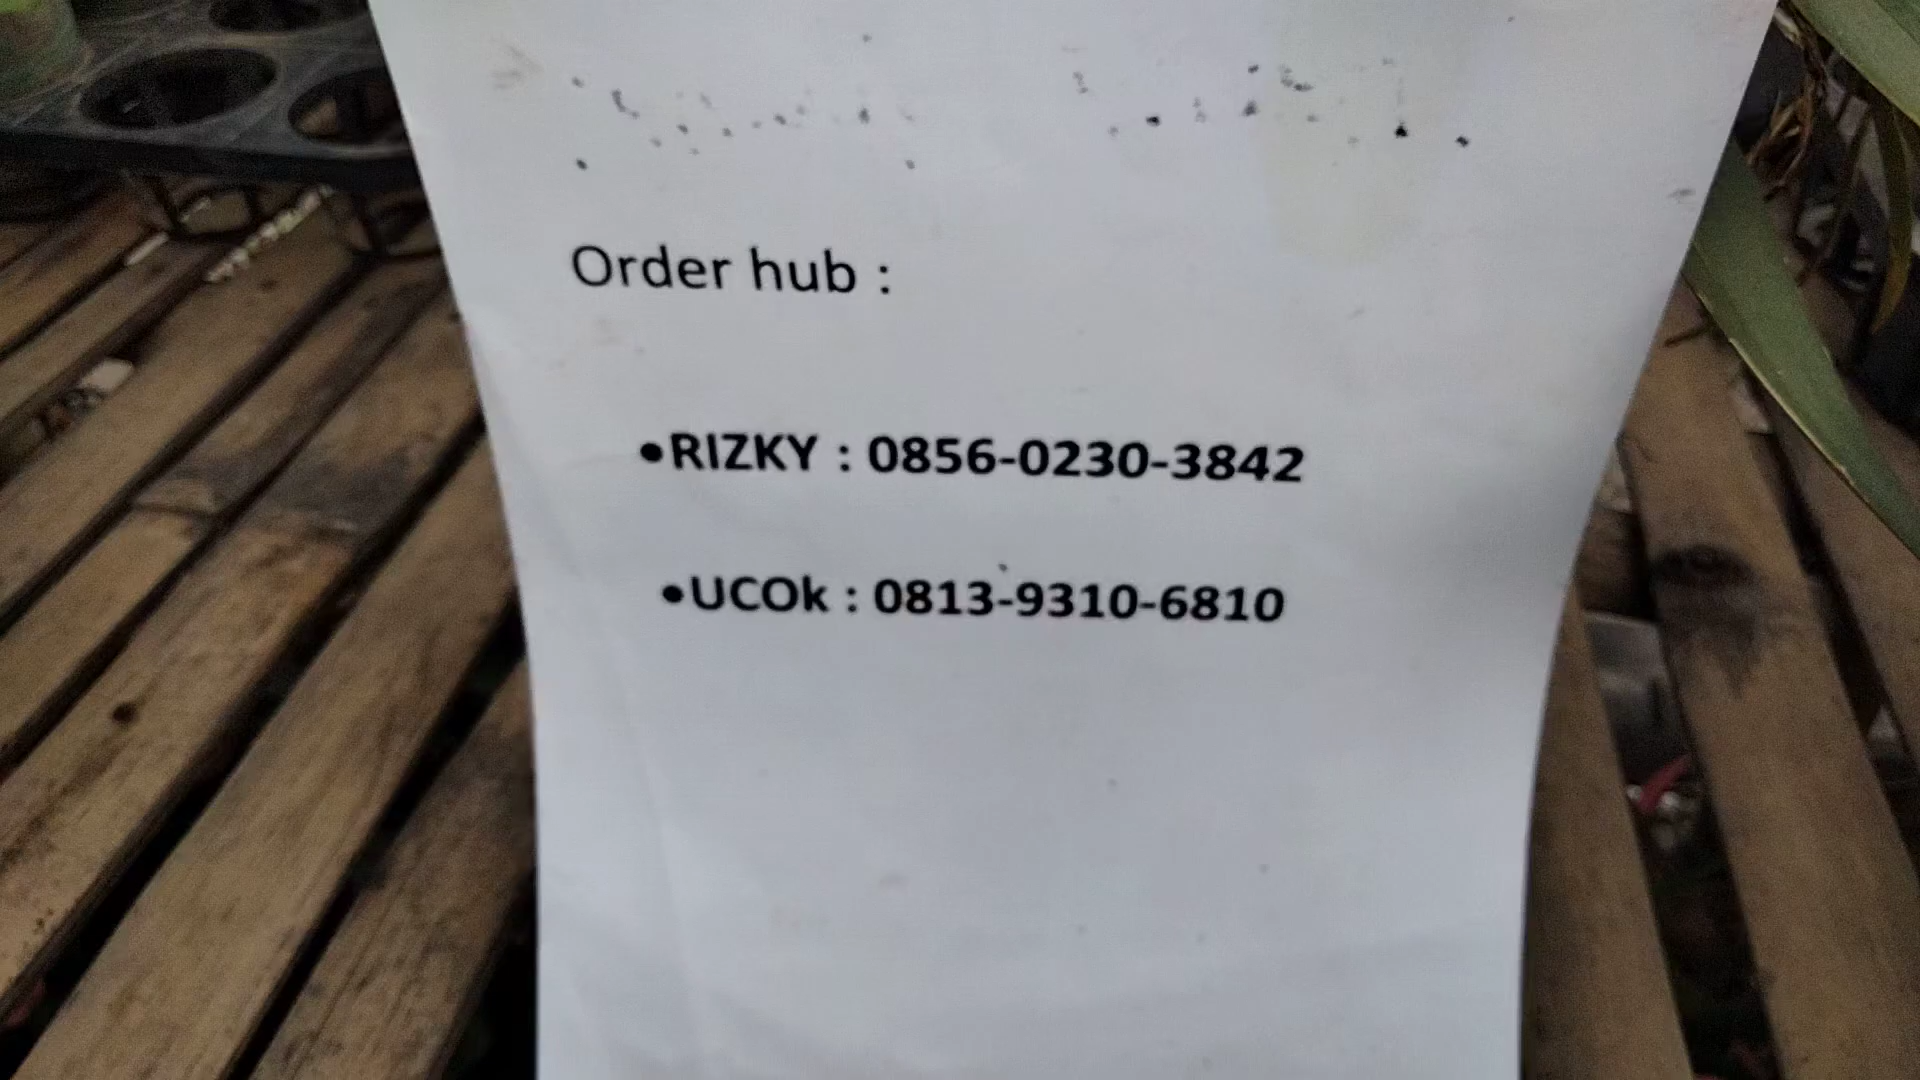 Order hub :
•RIZKY : 0856-0230-3842
•UCOk : 0813-9310-6810